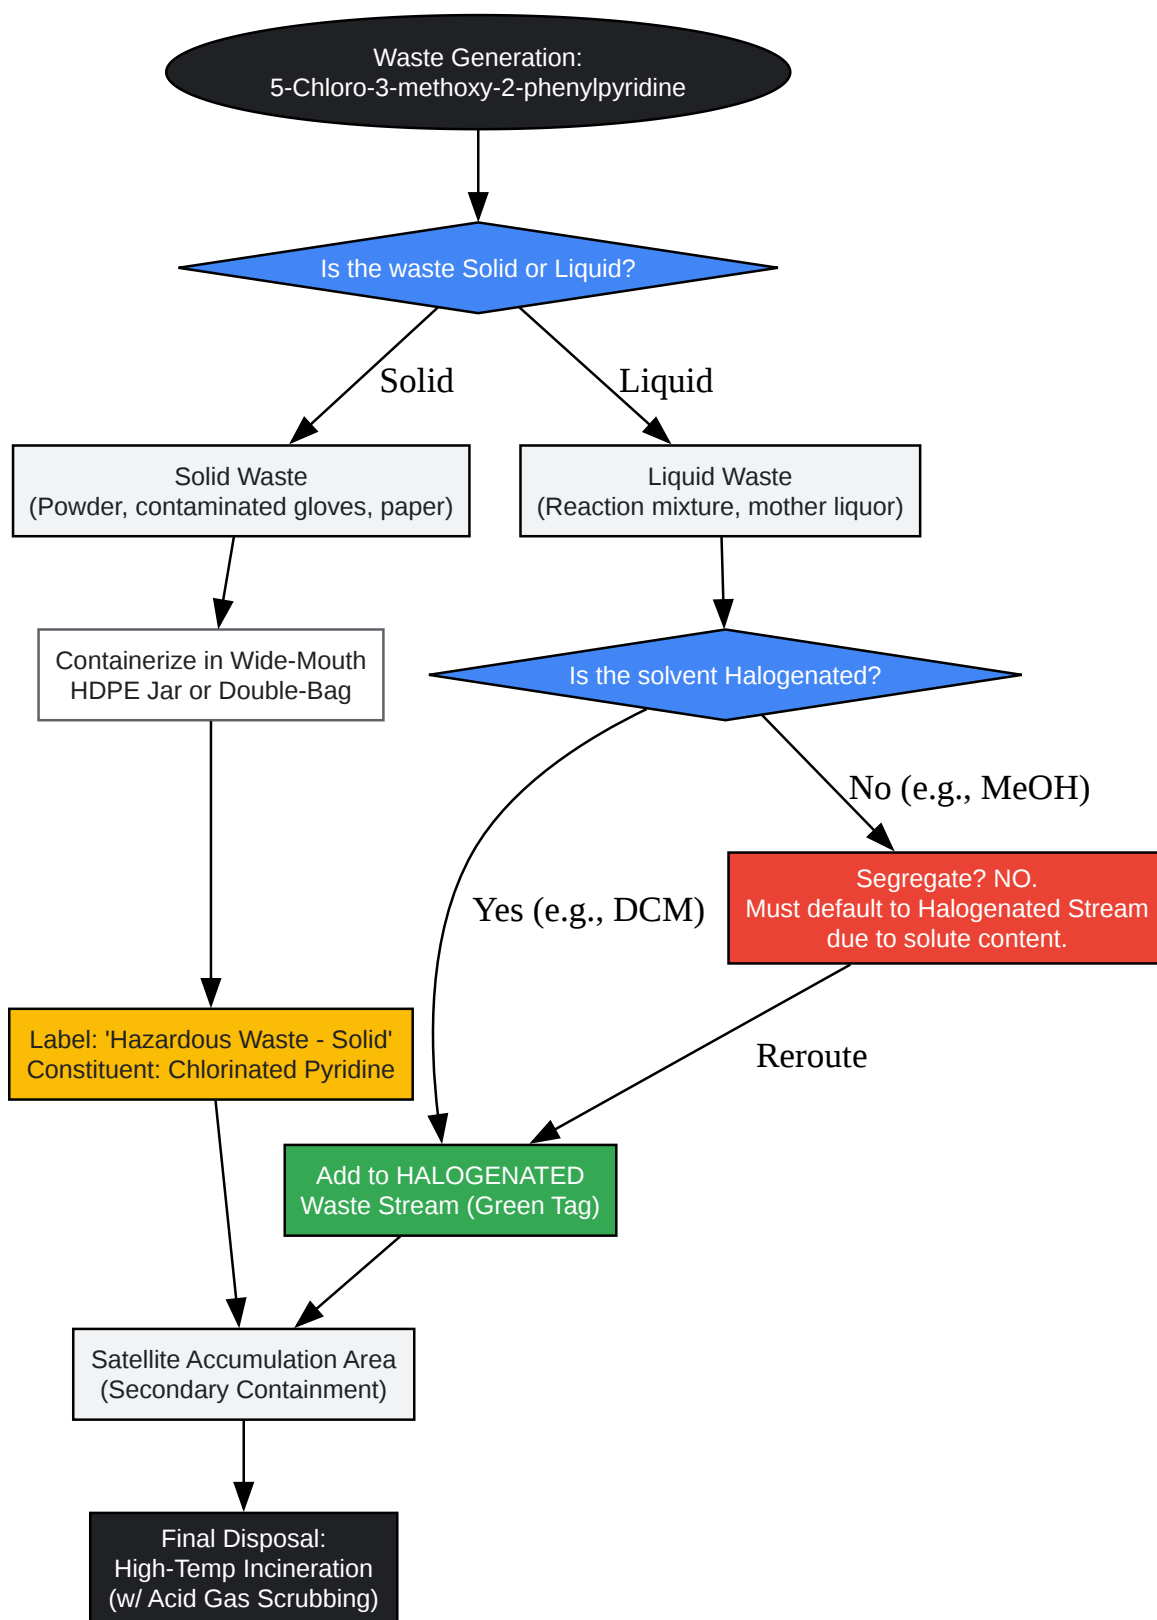 Waste Generation:
5-Chloro-3-methoxy-2-phenylpyridine
Is the waste Solid or Liquid?
Solid
Liquid
Solid Waste
(Powder, contaminated gloves, paper)
Liquid Waste
(Reaction mixture, mother liquor)
Containerize in Wide-Mouth
HDPE Jar or Double-Bag
Is the solvent Halogenated?
No (e.g., MeOH)
Yes (e.g., DCM)
Segregate? NO.
Must default to Halogenated Stream
due to solute content.
Label: 'Hazardous Waste - Solid'
Constituent: Chlorinated Pyridine
Reroute
Add to HALOGENATED
Waste Stream (Green Tag)
Satellite Accumulation Area
(Secondary Containment)
Final Disposal:
High-Temp Incineration
(w/ Acid Gas Scrubbing)